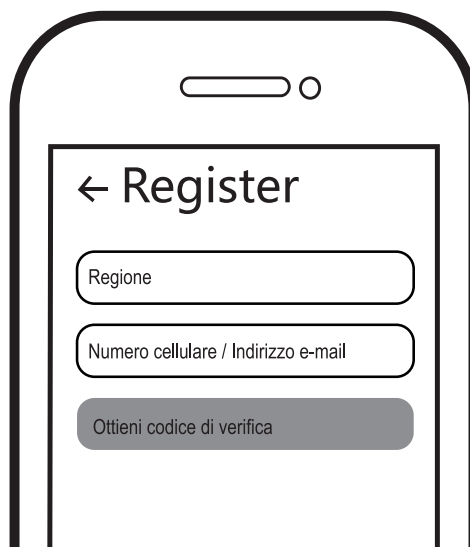 ← Register
Regione
Numero cellulare / Indirizzo e-mail
Ottieni codice di verifica